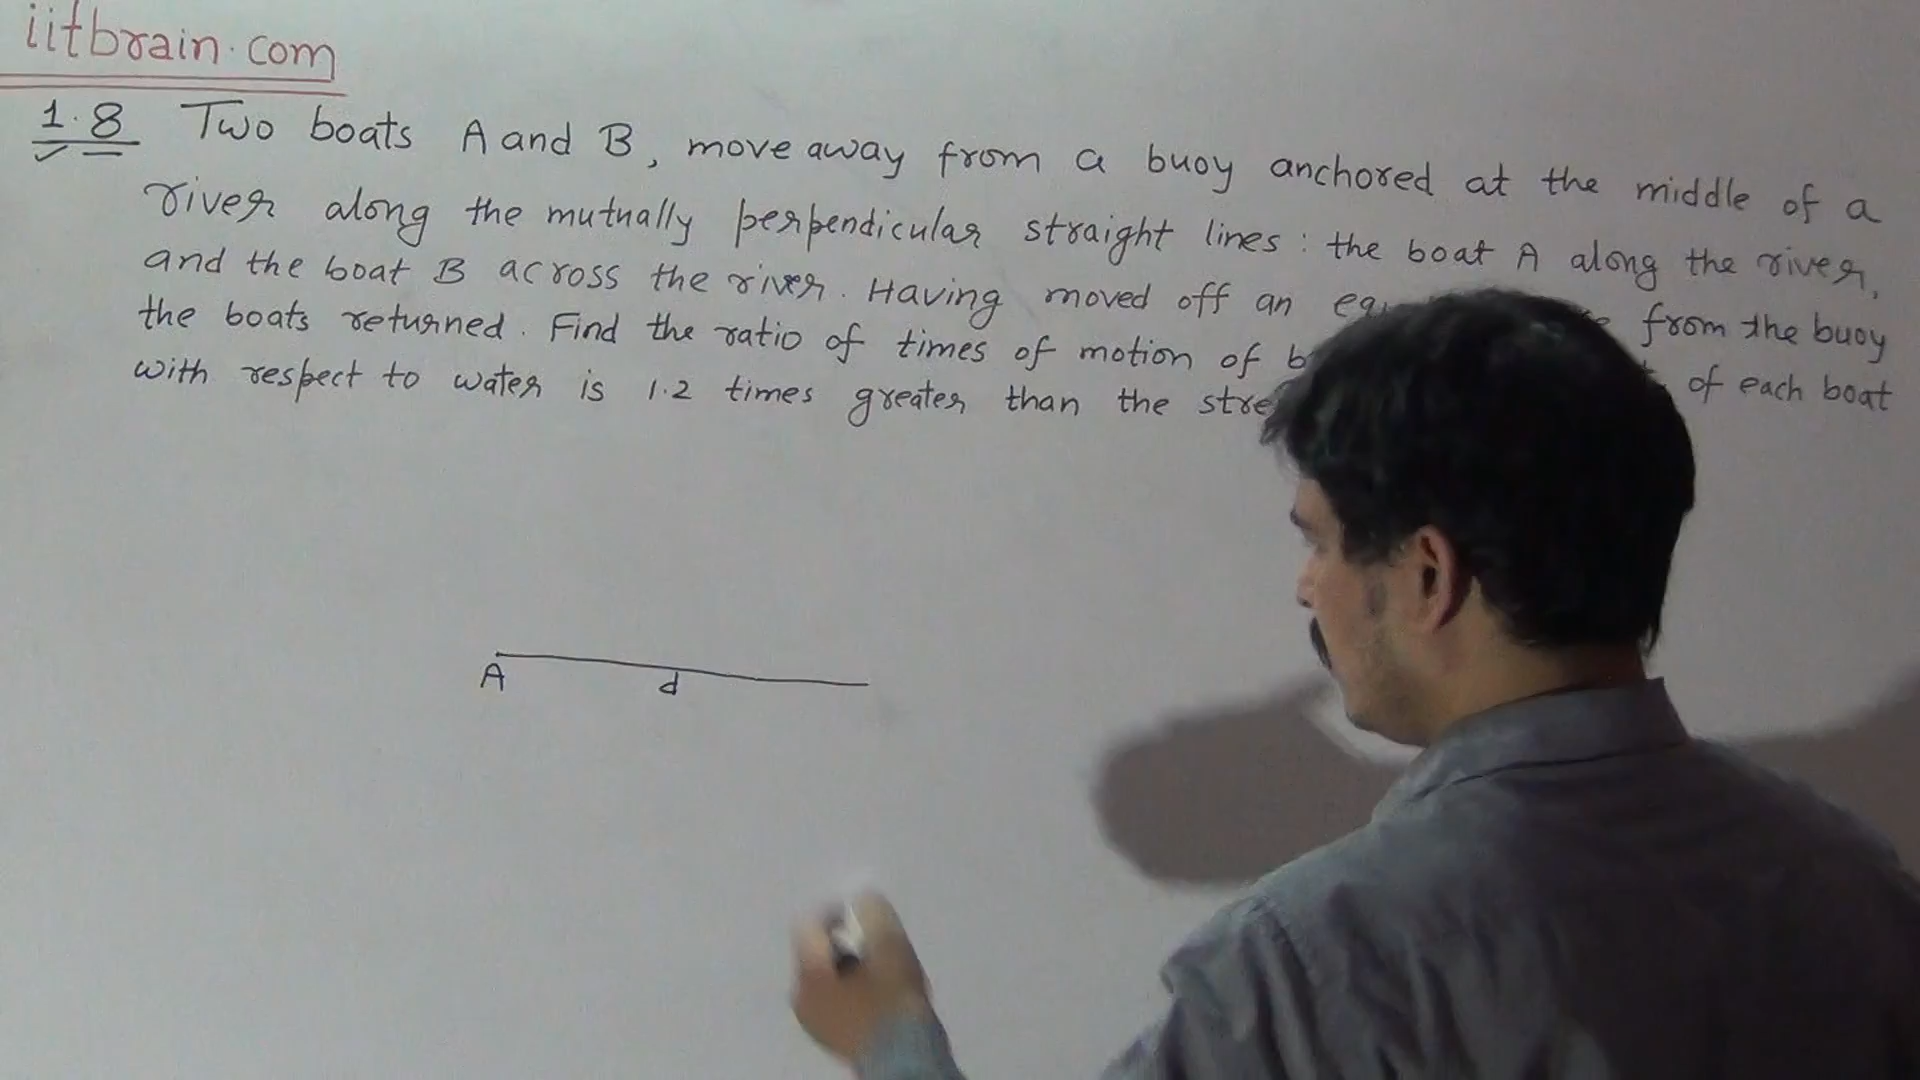 iitbrain.com
1.8 Two boats A and B, move away from a buoy anchored at the middle of a
river along the mutually perpendicular straight lines : the boat A along the river,
and the boat B across the river. Having moved off an from the buoy
the boats returned. Find the ratio of times of motion of of each boat
with respect to water is 1.2 times greater than the
A d